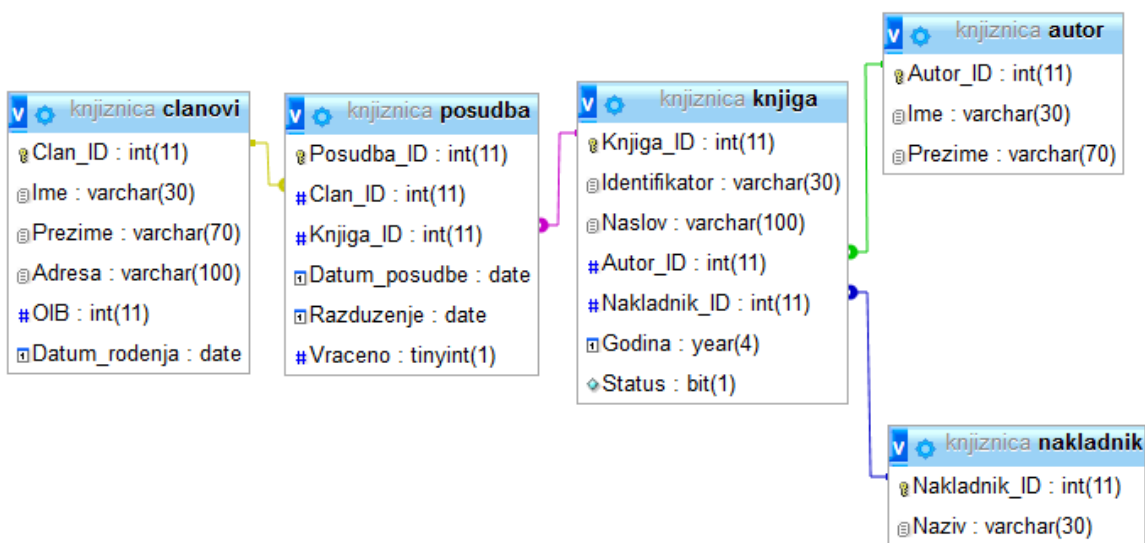 knjiznica clanovi
Clan_ID : int(11)
Ime : varchar(30)
Prezime : varchar(70)
Adresa : varchar(100)
#OIB : int(11)
Datum_rodenja : date
knjiznica posudba
Posudba_ID : int(11)
#Clan_ID : int(11)
#Knjiga_ID : int(11)
Datum_posudbe : date
Razduzenje : date
#Vraceno : tinyint(1)
knjiznica knjiga
Knjiga_ID : int(11)
Identifikator : varchar(30)
Naslov : varchar(100)
#Autor_ID : int(11)
#Nakladnik_ID : int(11)
Godina : year(4)
Status : bit(1)
knjiznica autor
Autor_ID : int(11)
Ime : varchar(30)
Prezime : varchar(70)
knjiznica nakladnik
Nakladnik_ID : int(11)
Naziv : varchar(30)